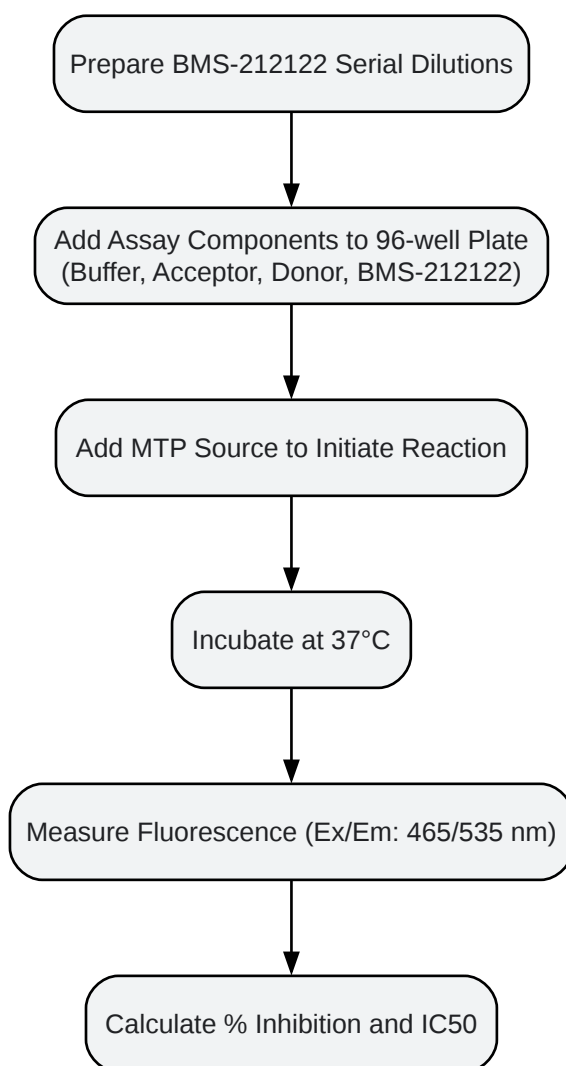 Prepare BMS-212122 Serial Dilutions
Add Assay Components to 96-well Plate
(Buffer, Acceptor, Donor, BMS-212122)
Add MTP Source to Initiate Reaction
Incubate at 37°C
Measure Fluorescence (Ex/Em: 465/535 nm)
Calculate % Inhibition and IC50